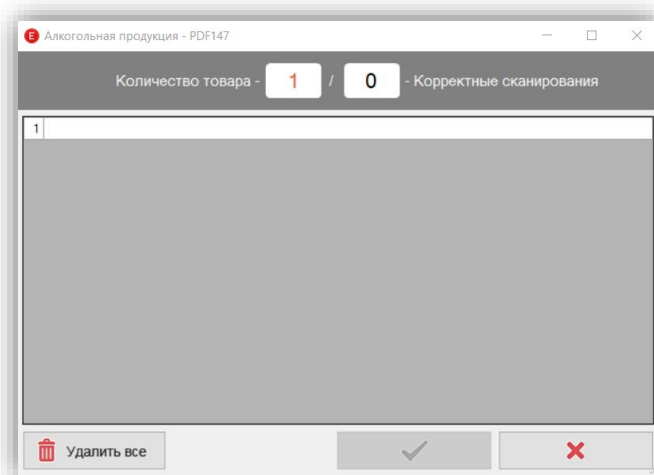 E Алкогольная продукция - PDF147
Количество товара - 1 / 0 - Корректные сканирования
1
Удалить все